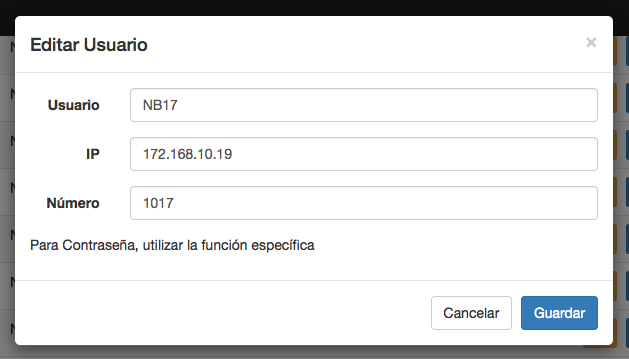 Editar Usuario ×
Usuario NB17
IP 172.168.10.19
Número 1017
Para Contraseña, utilizar la función específica
Cancelar Guardar